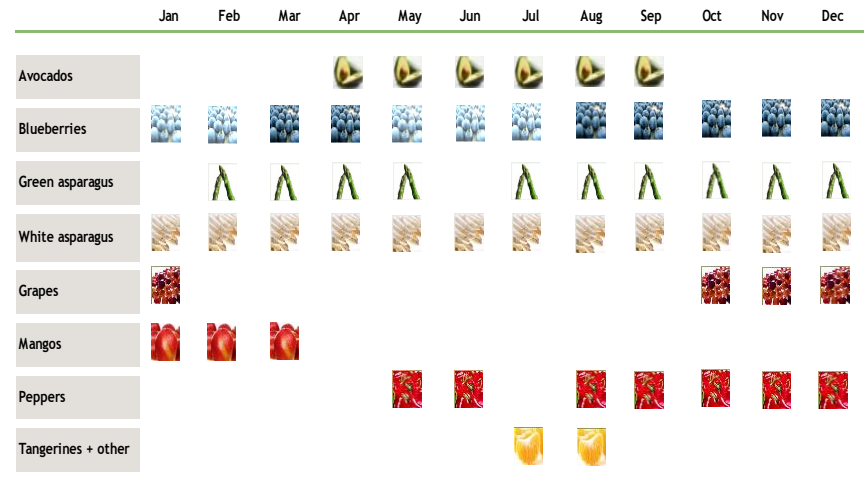 Jan Feb Mar Apr May Jun Jul Aug Sep Oct Nov Dec
Avocados
Blueberries
Green asparagus
White asparagus
Grapes
Mangos
Peppers
Tangerines + other